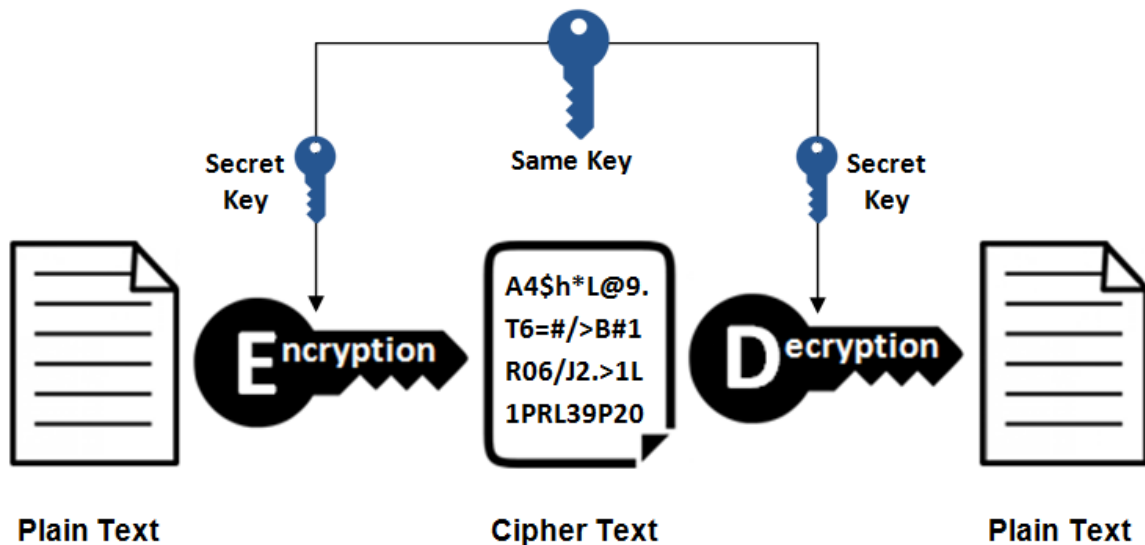 Same Key
Secret
Key
Secret
Key
Encryption
A4$h*L@9.
T6=#/>B#1
R06/J2.>1L
1PRL39P20
Decryption
Plain Text
Cipher Text
Plain Text